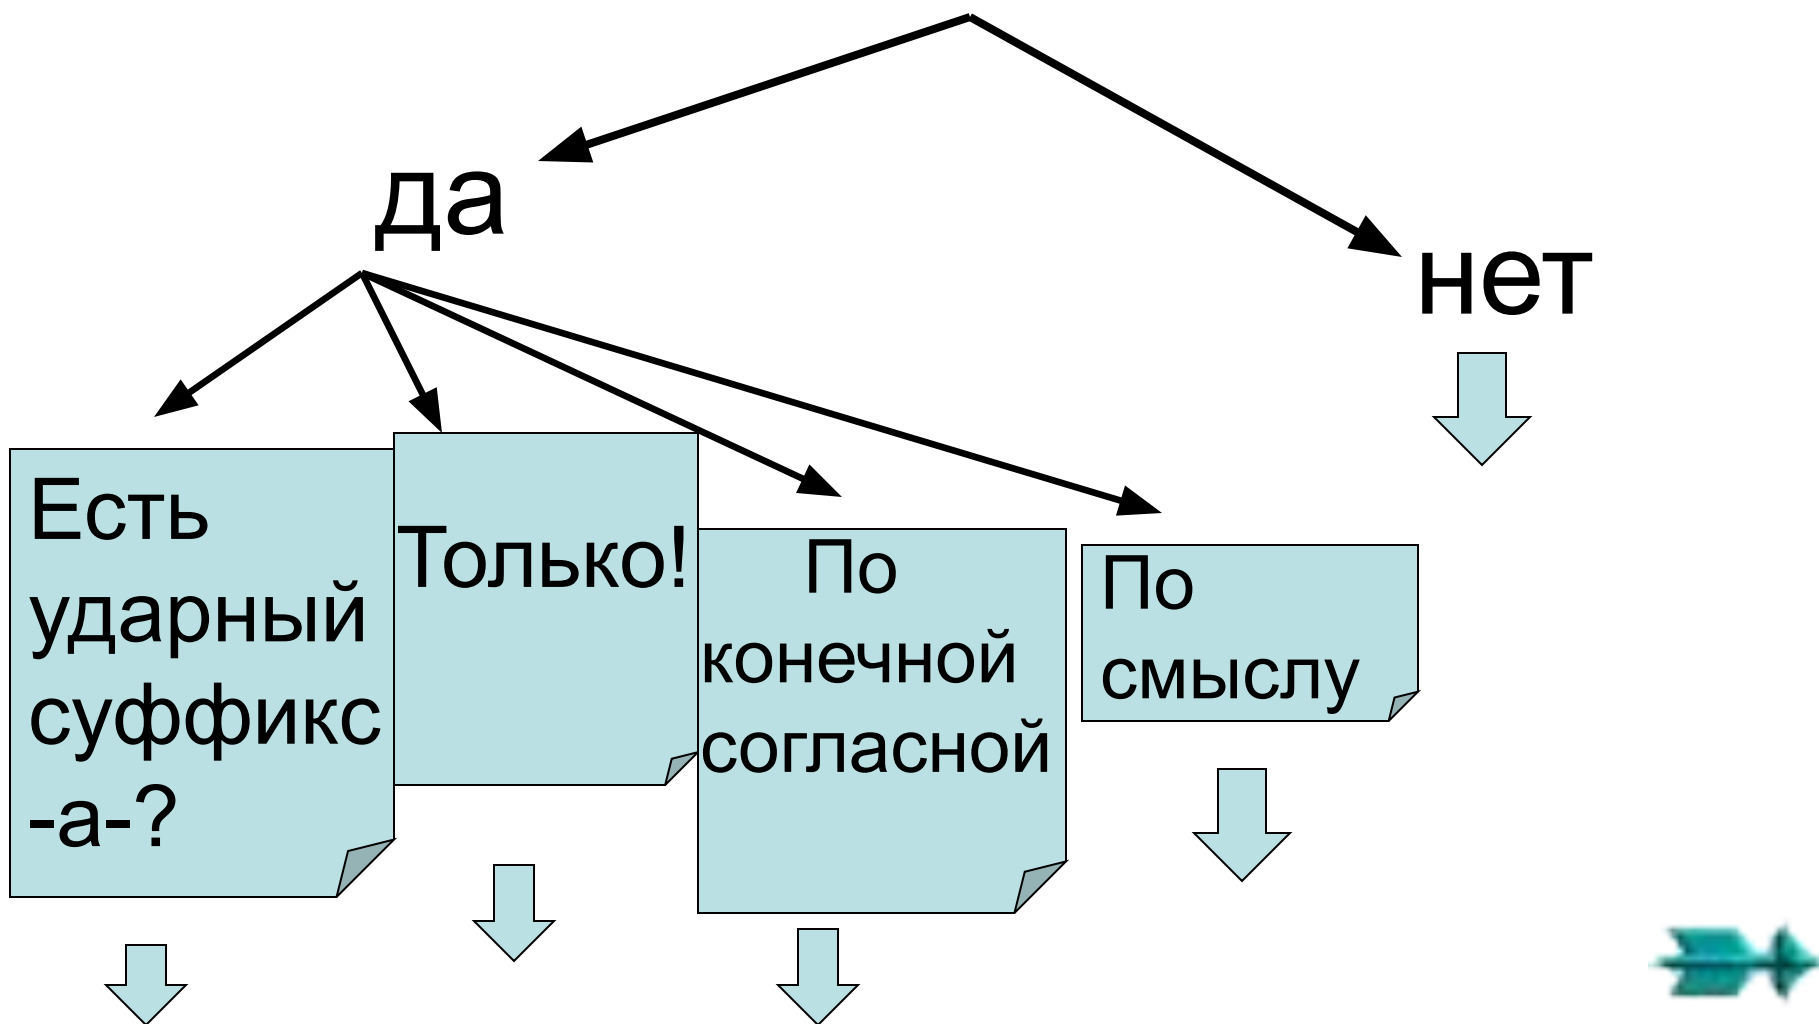 да
нет
Есть
ударный
суффикс
-а-?
Только!
По
конечной
согласной
По
смыслу